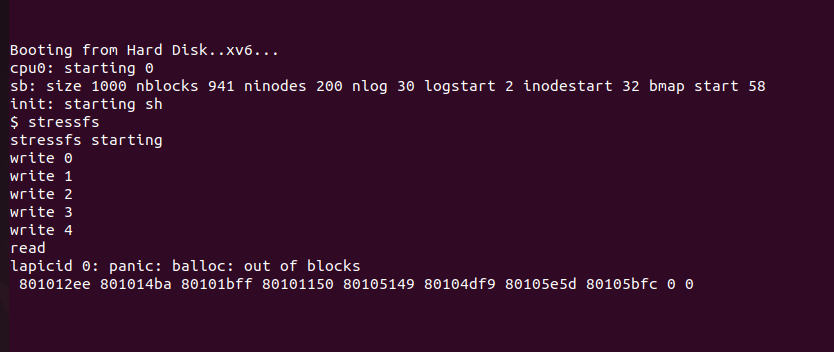 Booting from Hard Disk..xv6...
cpu0: starting 0
sb: size 1000 nblocks 941 ninodes 200 nlog 30 logstart 2 inodestart 32 bmap start 58
init: starting sh
$ stressfs
stressfs starting
write 0
write 1
write 2
write 3
write 4
read
lapicid 0: panic: balloc: out of blocks
 801012ee 801014ba 80101bff 80101150 80105149 80104df9 80105e5d 80105bfc 0 0